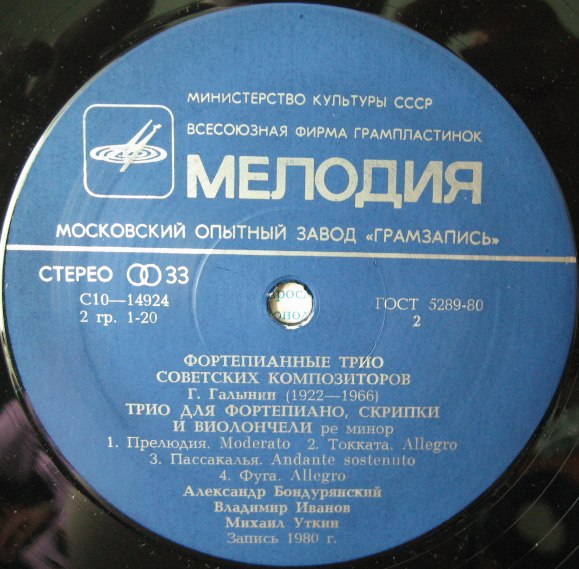 МИНИСТЕРСТВО КУЛЬТУРЫ СССР
ВСЕСОЮЗНАЯ ФИРМА ГРАМПЛАСТИНОК
МЕЛОДИЯ
МОСКОВСКИЙ ОПЫТНЫЙ ЗАВОД «ГРАМЗАПИСЬ»
СТЕРЕО 33
С10—14924
2 гр. 1-20
ГОСТ 5289-80
2
ФОРТЕПИАННЫЕ ТРИО
СОВЕТСКИХ КОМПОЗИТОРОВ
Г. Галынин (1922—1966)
ТРИО ДЛЯ ФОРТЕПИАНО, СКРИПКИ
И ВИОЛОНЧЕЛИ ре минор
1. Прелюдия. Moderato 2. Токката. Allegro
3. Пассакалья. Andante sostenuto
4. Фуга. Allegro
Александр Бондурянский
Владимир Иванов
Михаил Уткин
Запись 1980 г.